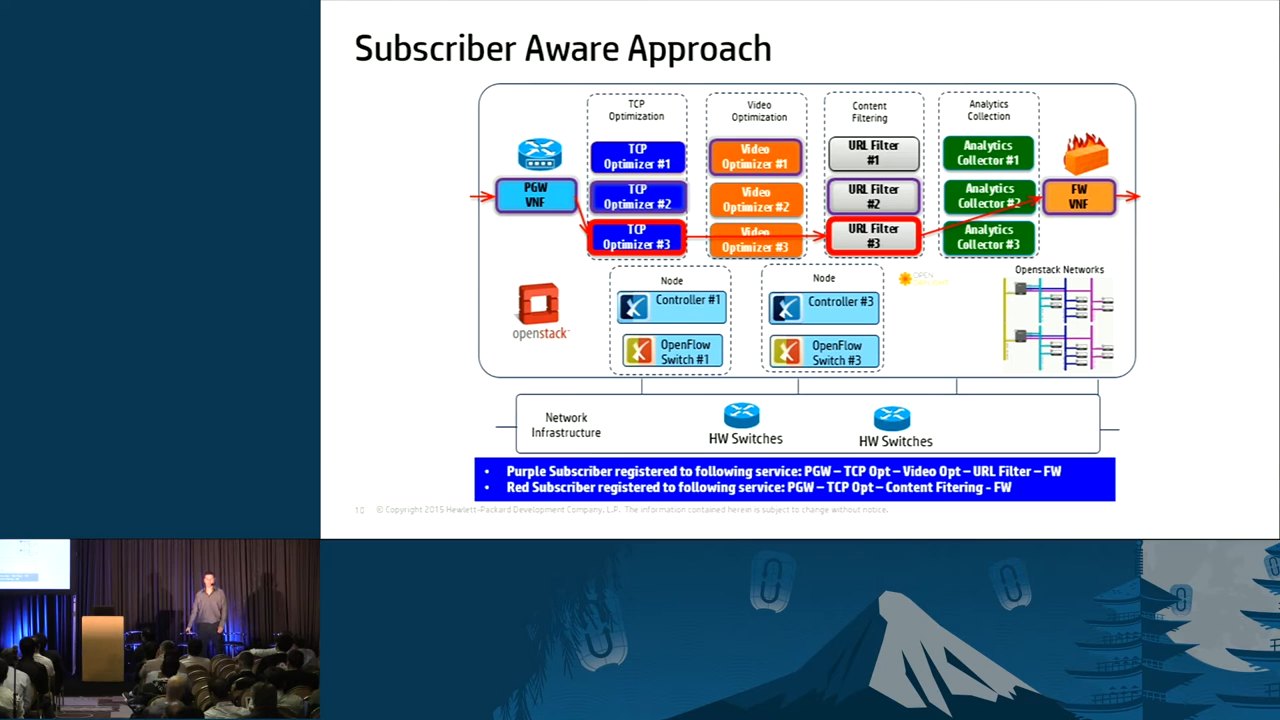 Subscriber Aware Approach
TCP
Optimization
Video
Optimization
Content
Filtering
Analytics
Collection
PGW
VNF
TCP
Optimizer #1
TCP
Optimizer #2
TCP
Optimizer #3
Video
Optimizer #1
Video
Optimizer #2
Video
Optimizer #3
URL Filter
#1
URL Filter
#2
URL Filter
#3
Analytics
Collector #1
Analytics
Collector #2
Analytics
Collector #3
FW
VNF
openstack
Node
Controller #1
OpenFlow
Switch #1
Node
Controller #3
OpenFlow
Switch #3
OPEN
Openstack Networks
Network
Infrastructure
HW Switches
HW Switches
• Purple Subscriber registered to following service: PGW – TCP Opt – Video Opt – URL Filter – FW
• Red Subscriber registered to following service: PGW – TCP Opt – Content Fitering - FW
10 © Copyright 2015 Hewlett-Packard Development Company, L.P. The information contained herein is subject to change without notice.